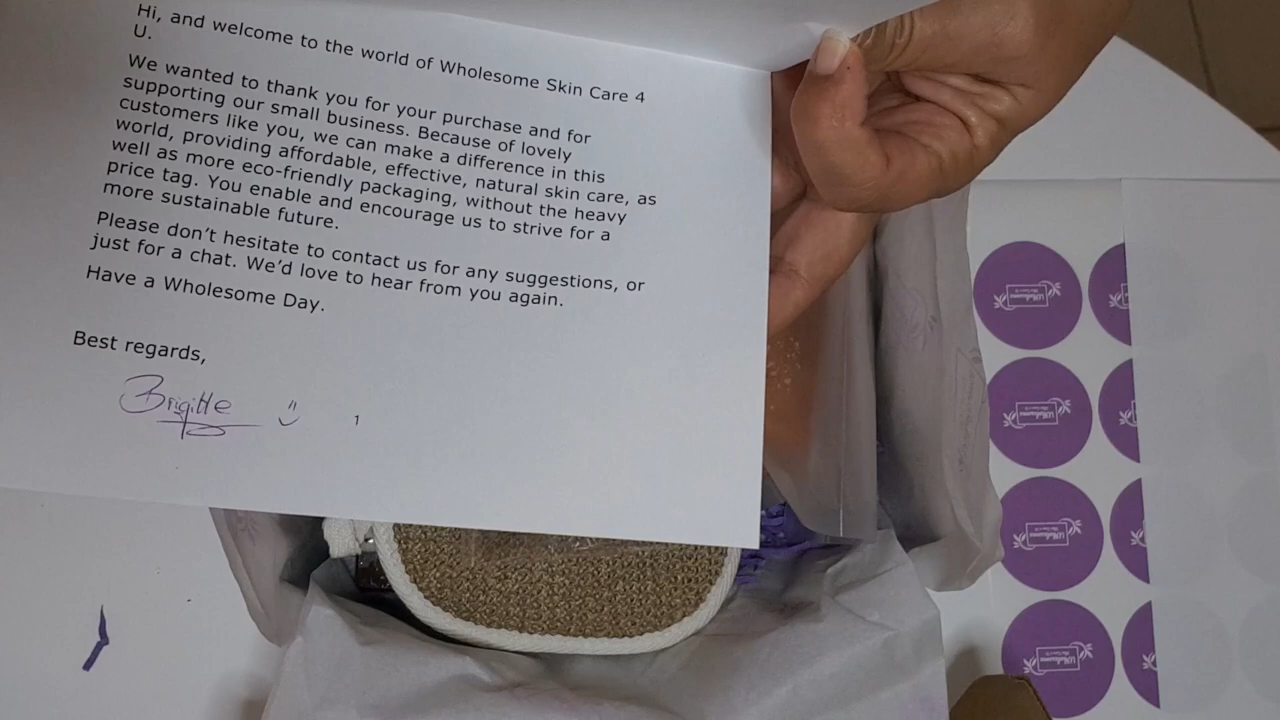 Hi, and welcome to the world of Wholesome Skin Care 4
U.
We wanted to thank you for your purchase and for
supporting our small business. Because of lovely
customers like you, we can make a difference in this
world, providing affordable, effective, natural skin care, as
well as more eco-friendly packaging, without the heavy
price tag. You enable and encourage us to strive for a
more sustainable future.
Please don't hesitate to contact us for any suggestions, or
just for a chat. We'd love to hear from you again.
Have a Wholesome Day.
Best regards,
Brigitte
1
Wholesome
Wholesome
Wholesome
Wholesome